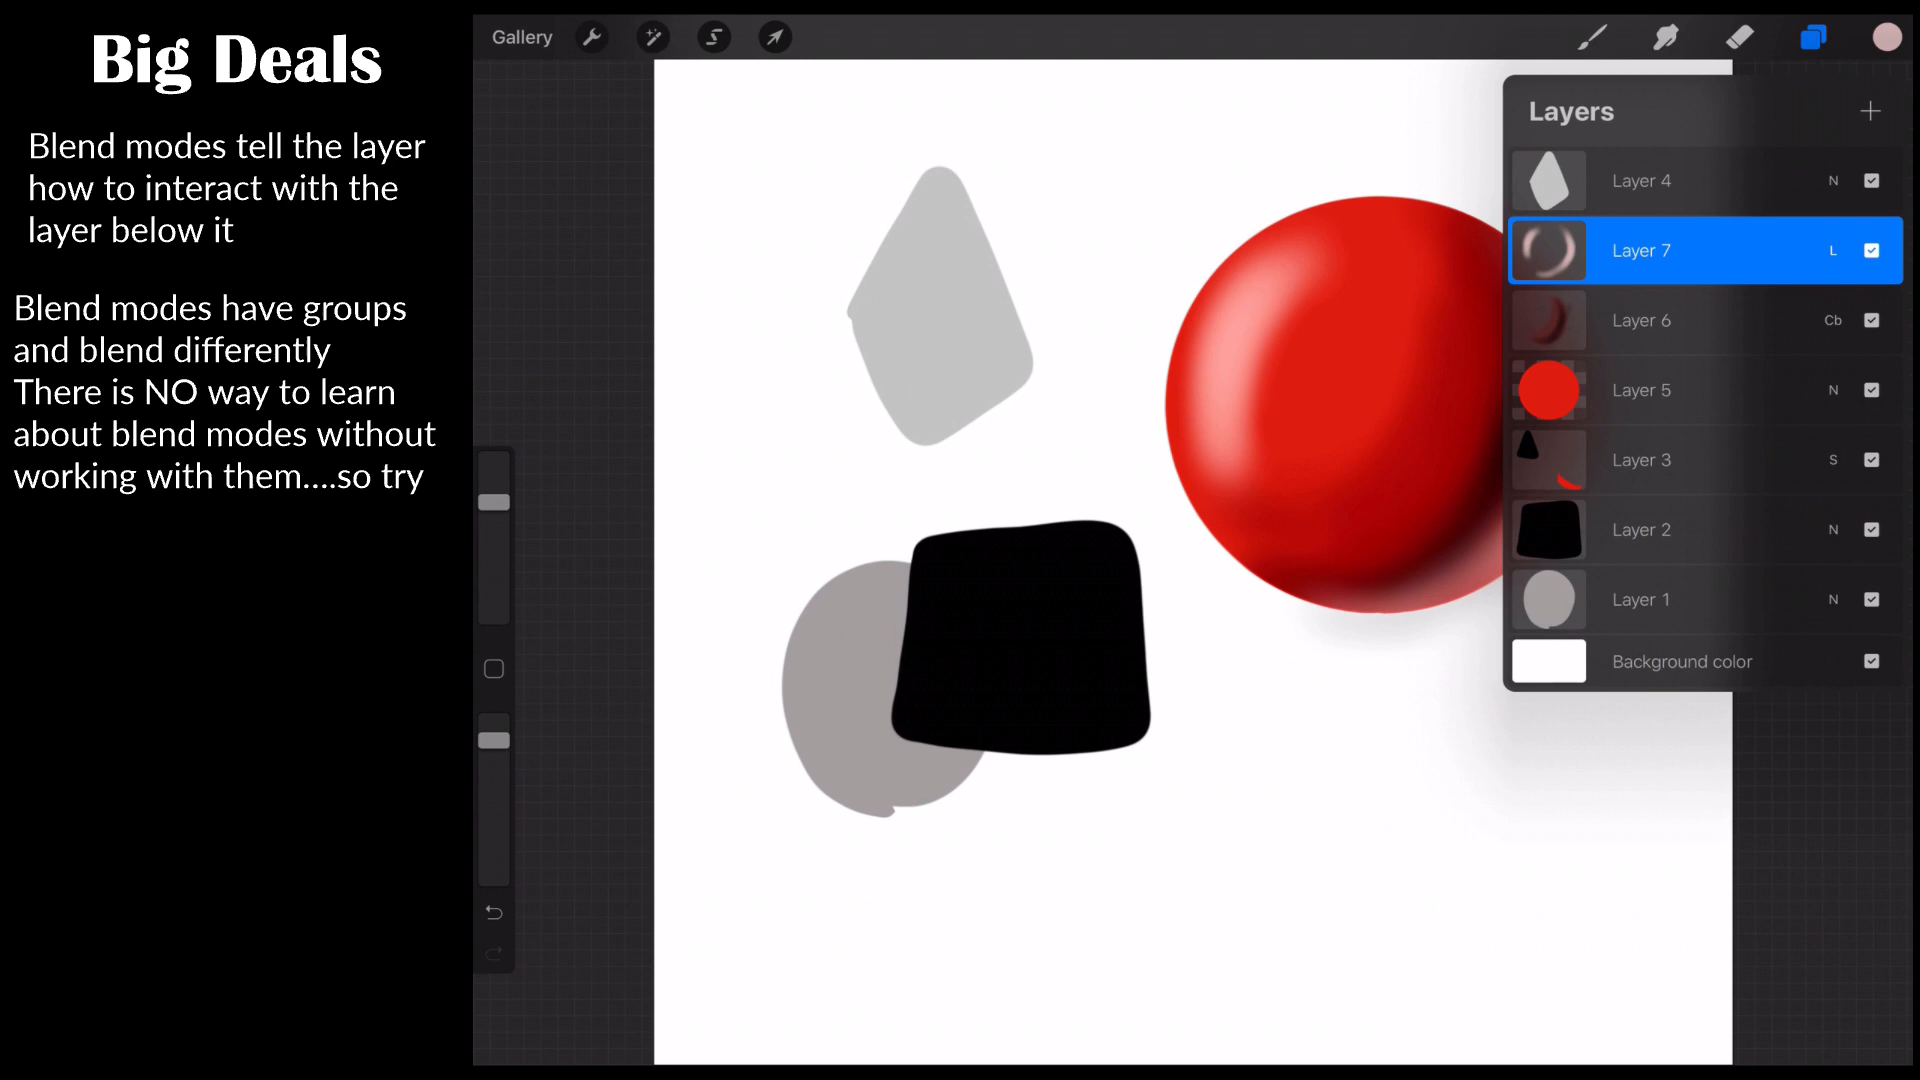 Big Deals
Blend modes tell the layer
how to interact with the
layer below it
Blend modes have groups
and blend differently
There is NO way to learn
about blend modes without
working with them....so try
Gallery
Layers
Layer 4 N
Layer 7 L
Layer 6 Cb
Layer 5 N
Layer 3 S
Layer 2 N
Layer 1 N
Background color